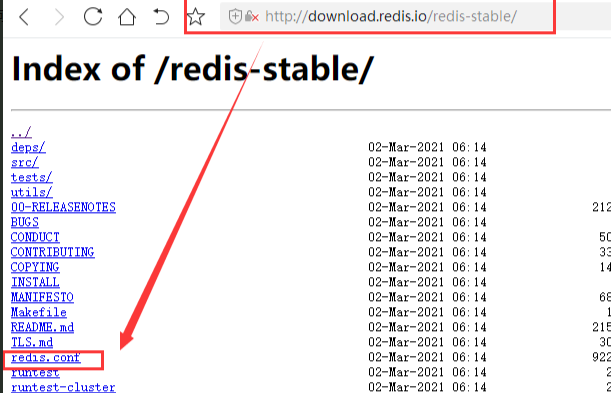 http://download.redis.io/redis-stable/
Index of /redis-stable/
../
deps/ 02-Mar-2021 06:14
src/ 02-Mar-2021 06:14
tests/ 02-Mar-2021 06:14
utils/ 02-Mar-2021 06:14
00-RELEASENOTES 02-Mar-2021 06:14 212
BUGS 02-Mar-2021 06:14
CONDUCT 02-Mar-2021 06:14 50
CONTRIBUTING 02-Mar-2021 06:14 33
COPYING 02-Mar-2021 06:14 14
INSTALL 02-Mar-2021 06:14
MANIFESTO 02-Mar-2021 06:14 68
Makefile 02-Mar-2021 06:14 1
README.md 02-Mar-2021 06:14 215
TLS.md 02-Mar-2021 06:14 30
redis.conf 02-Mar-2021 06:14 922
runtest 02-Mar-2021 06:14 2
runtest-cluster 02-Mar-2021 06:14 2